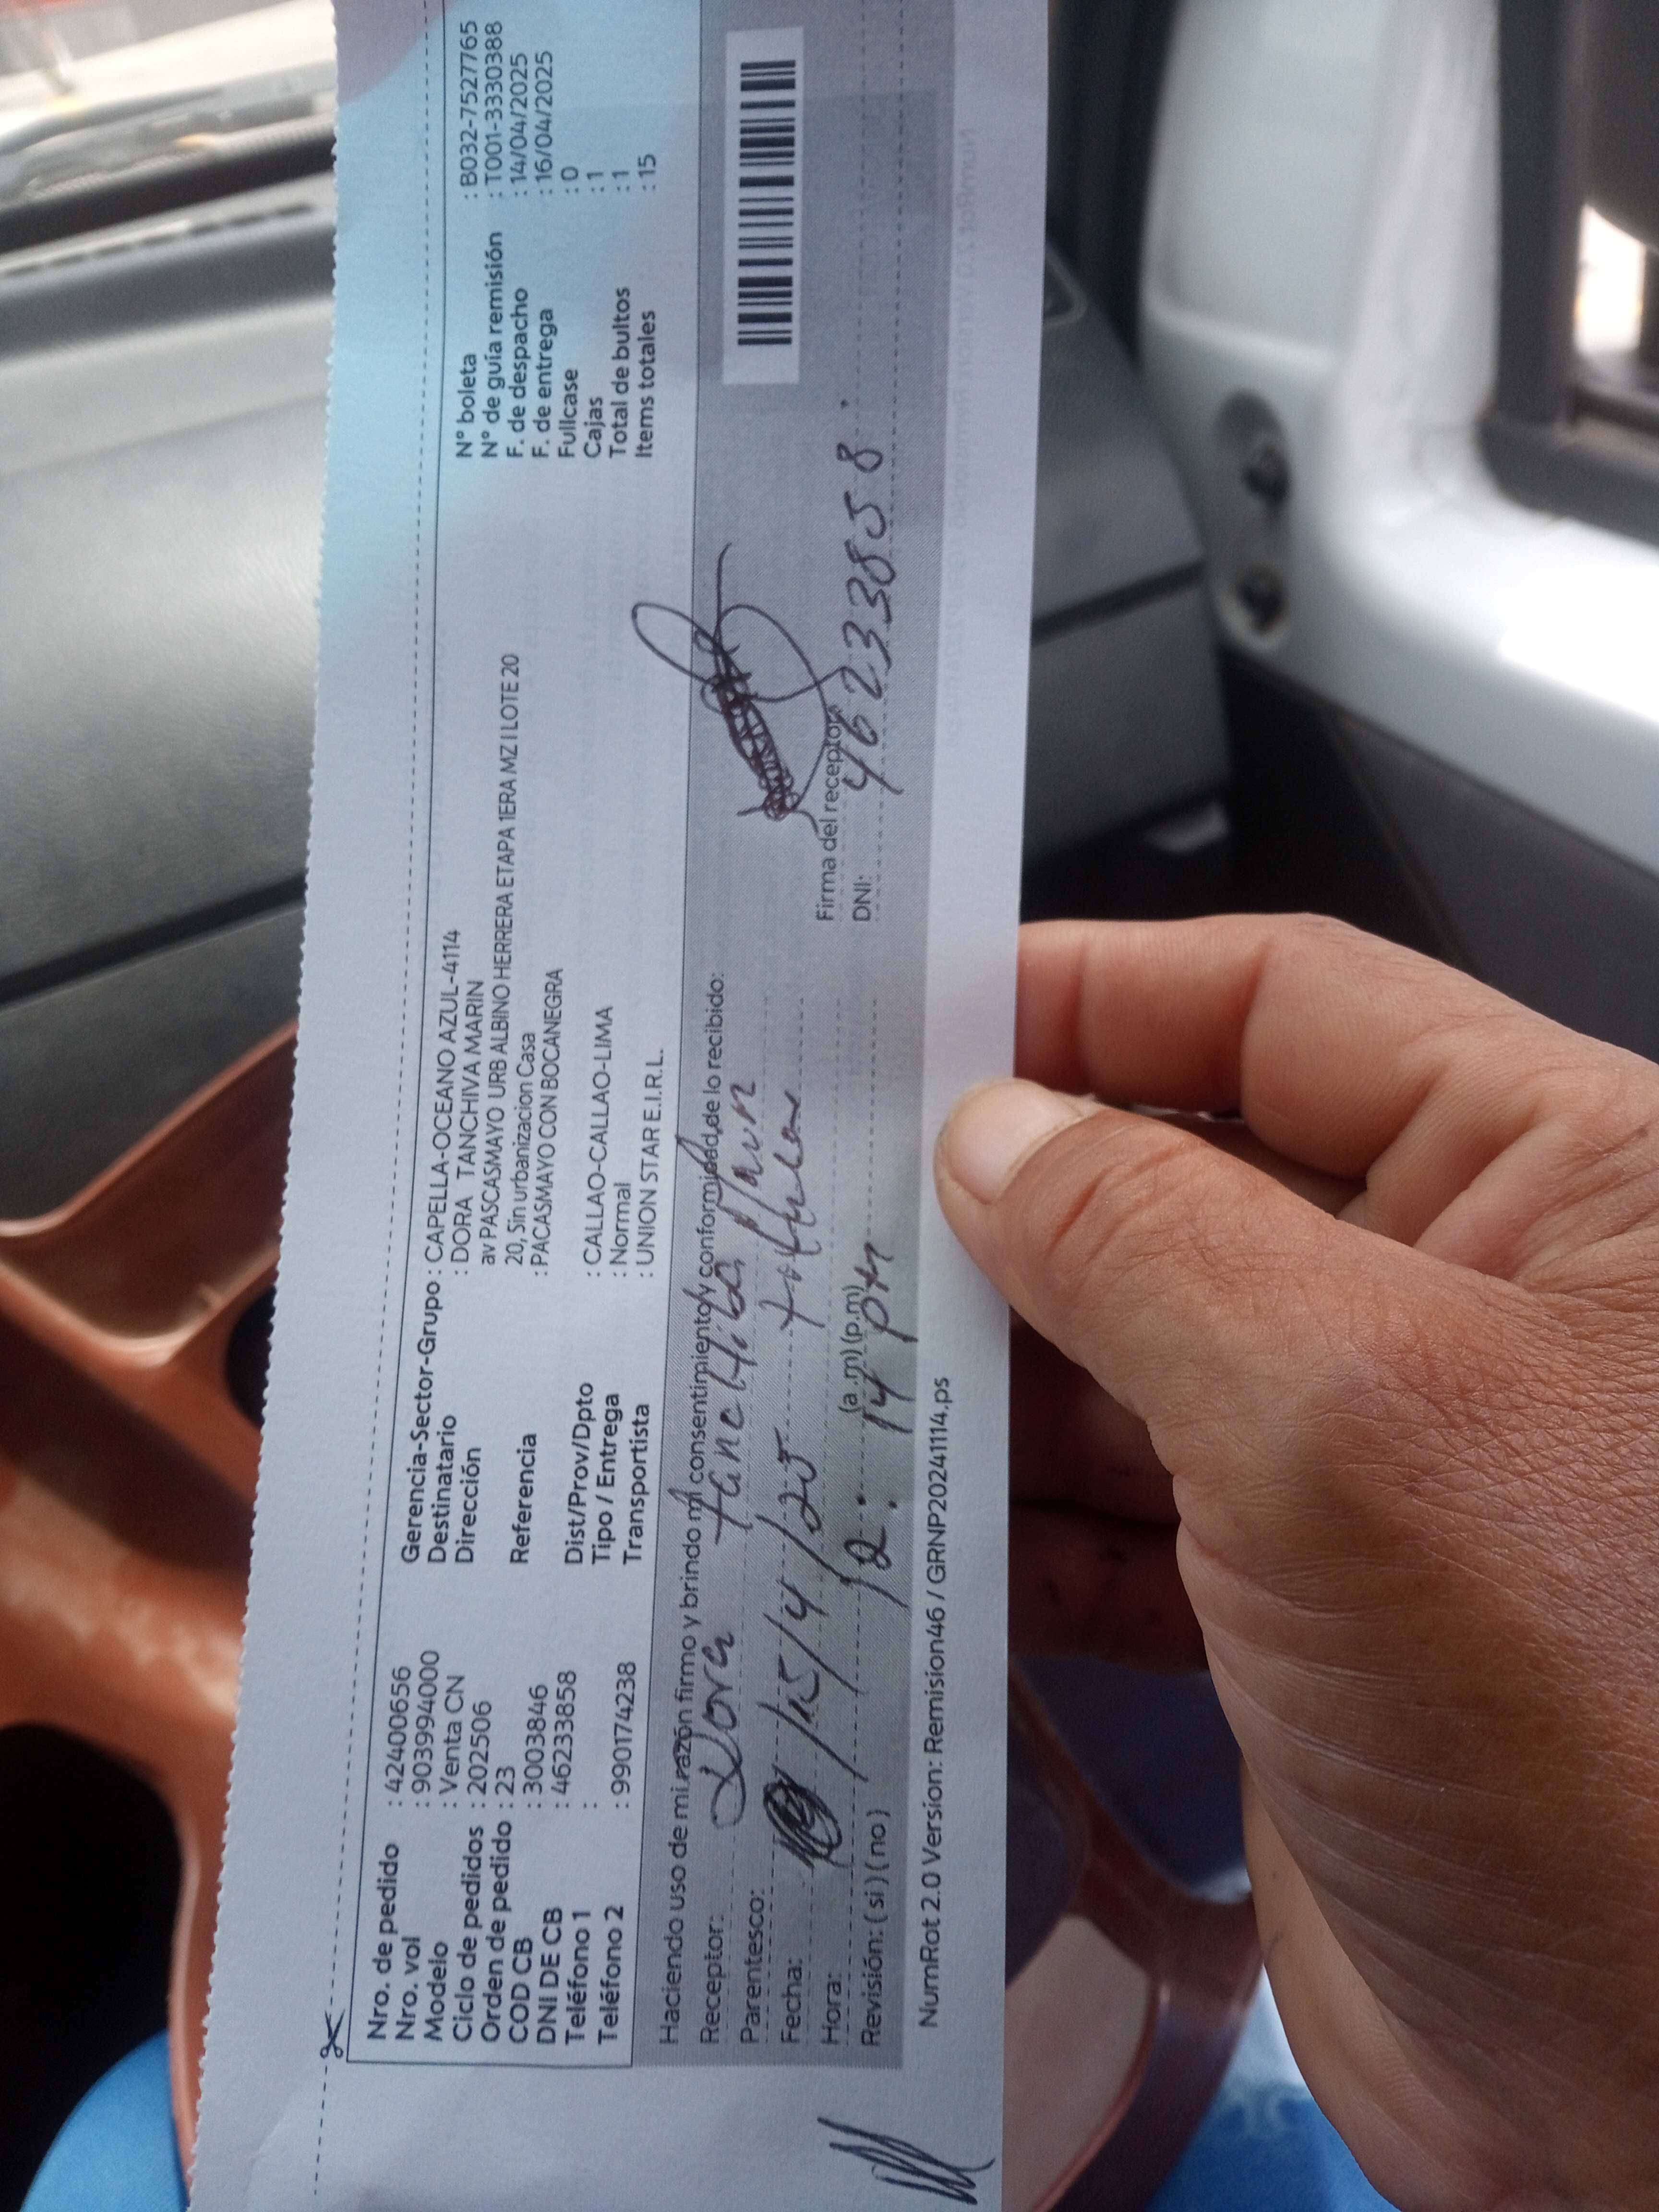 Nro. de pedido : 42400656
Nro. vol : 903994000
Modelo : Venta CN
Ciclo de pedidos : 202506
Orden de pedido : 23
COD CB : 3003846
DNI DE CB : 46233858
Teléfono 1 :
Teléfono 2 : 990174238
Gerencia-Sector-Grupo : CAPELLA-OCEANO AZUL-4114
Destinatario : DORA TANCHIVA MARIN
Dirección av PASCASMAYO URB ALBINO HERRERA ETAPA 1ERA MZ I LOTE 20
20, Sin urbanizacion Casa
Referencia : PACASMAYO CON BOCANEGRA
Dist/Prov/Dpto : CALLAO-CALLAO-LIMA
Tipo / Entrega : Normal
Transportista : UNION STAR E.I.R.L.
N° boleta : B032-7527765
N° de guía remisión : T001-3330388
F. de despacho : 14/04/2025
F. de entrega : 16/04/2025
Fullcase : 0
Cajas : 1
Total de bultos : 1
Items totales : 15
Haciendo uso de mi razón firmo y brindo mi consentimiento y conformidad de lo recibido:
Receptor: Dora
Parentesco:
Fecha: 15/4/25
Hora: 12:14 pm (a.m) (p.m)
Revisión: ( si ) ( no )
Firma del receptor
DNI: 46233858
NumRot 2.0 Version: Remision46 / GRNP20241114.ps